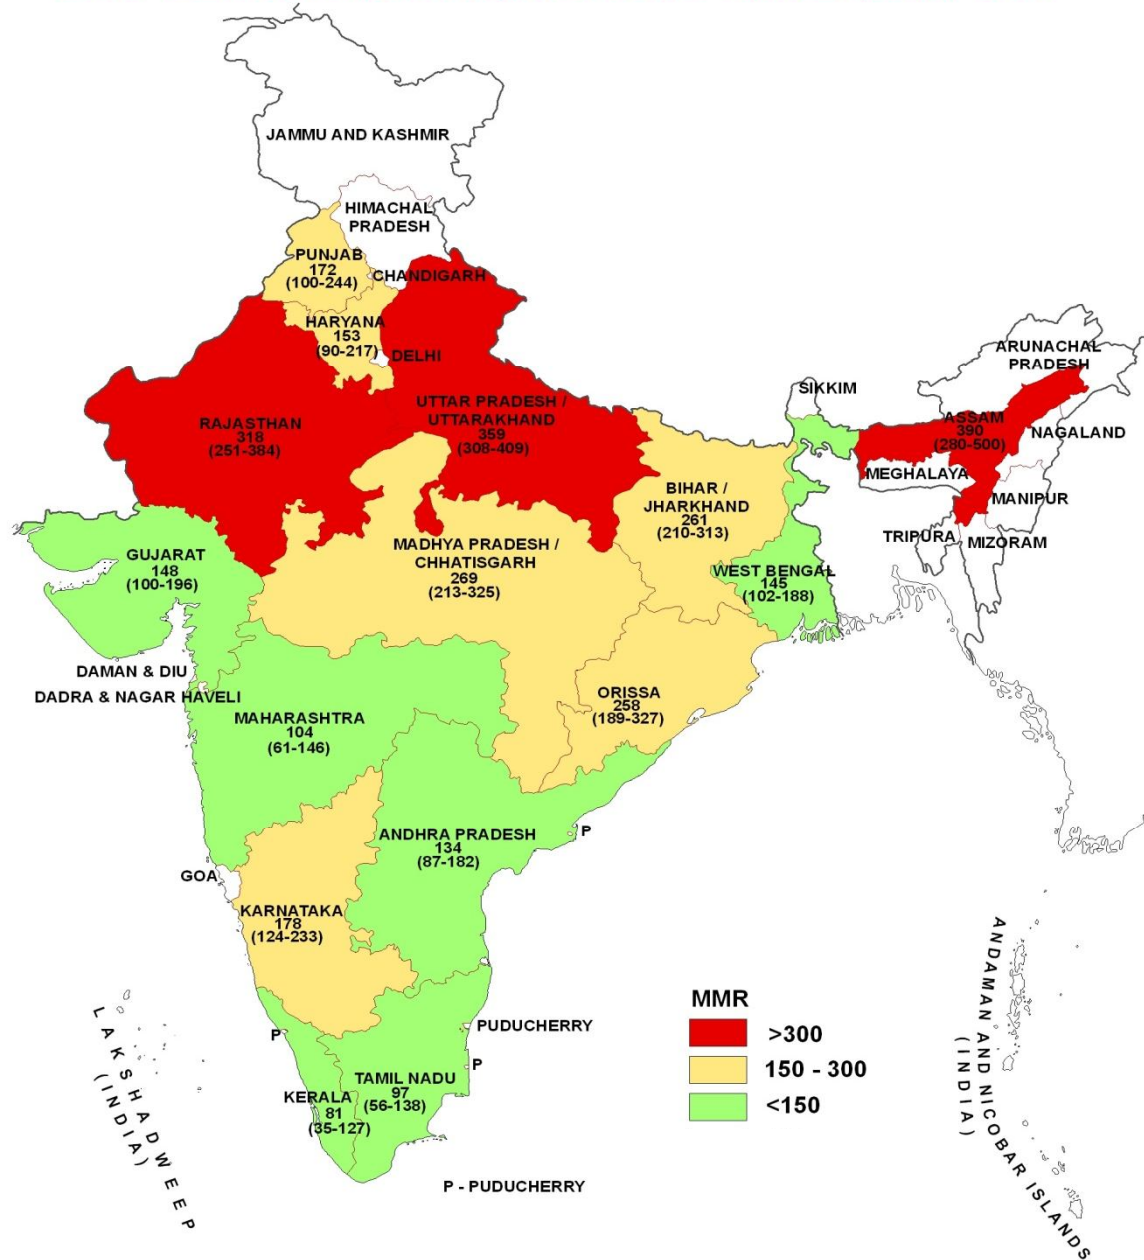 JAMMU AND KASHMIR
HIMACHAL
PRADESH
PUNJAB
172
(100-244)
CHANDIGARH
HARYANA
153
(90-217)
DELHI
RAJASTHAN
318
(251-384)
UTTAR PRADESH /
UTTARAKHAND
359
(308-409)
SIKKIM
ARUNACHAL
PRADESH
ASSAM
390
(280-500)
NAGALAND
MEGHALAYA
MANIPUR
TRIPURA
MIZORAM
BIHAR /
JHARKHAND
261
(210-313)
MADHYA PRADESH /
CHHATISGARH
269
(213-325)
GUJARAT
148
(100-196)
WEST BENGAL
145
(102-188)
DAMAN & DIU
DADRA & NAGAR HAVELI
MAHARASHTRA
104
(61-146)
ORISSA
258
(189-327)
ANDHRA PRADESH
134
(87-182)
P
GOA
KARNATAKA
178
(124-233)
P
PUDUCHERRY
P
TAMIL NADU
97
(56-138)
KERALA
81
(35-127)
LAKSHADWEEP
(INDIA)
ANDAMAN AND NICOBAR ISLANDS
(INDIA)
MMR
>300
150 - 300
<150
P - PUDUCHERRY